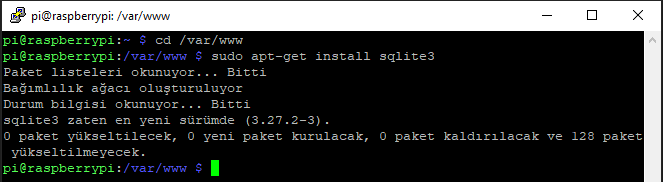 pi@raspberrypi: /var/www
pi@raspberrypi:~ $ cd /var/www
pi@raspberrypi:/var/www $ sudo apt-get install sqlite3
Paket listeleri okunuyor... Bitti
Bağımlılık ağacı oluşturuluyor
Durum bilgisi okunuyor... Bitti
sqlite3 zaten en yeni sürümde (3.27.2-3).
0 paket yükseltilecek, 0 yeni paket kurulacak, 0 paket kaldırılacak ve 128 paket
yükseltilmeyecek.
pi@raspberrypi:/var/www $